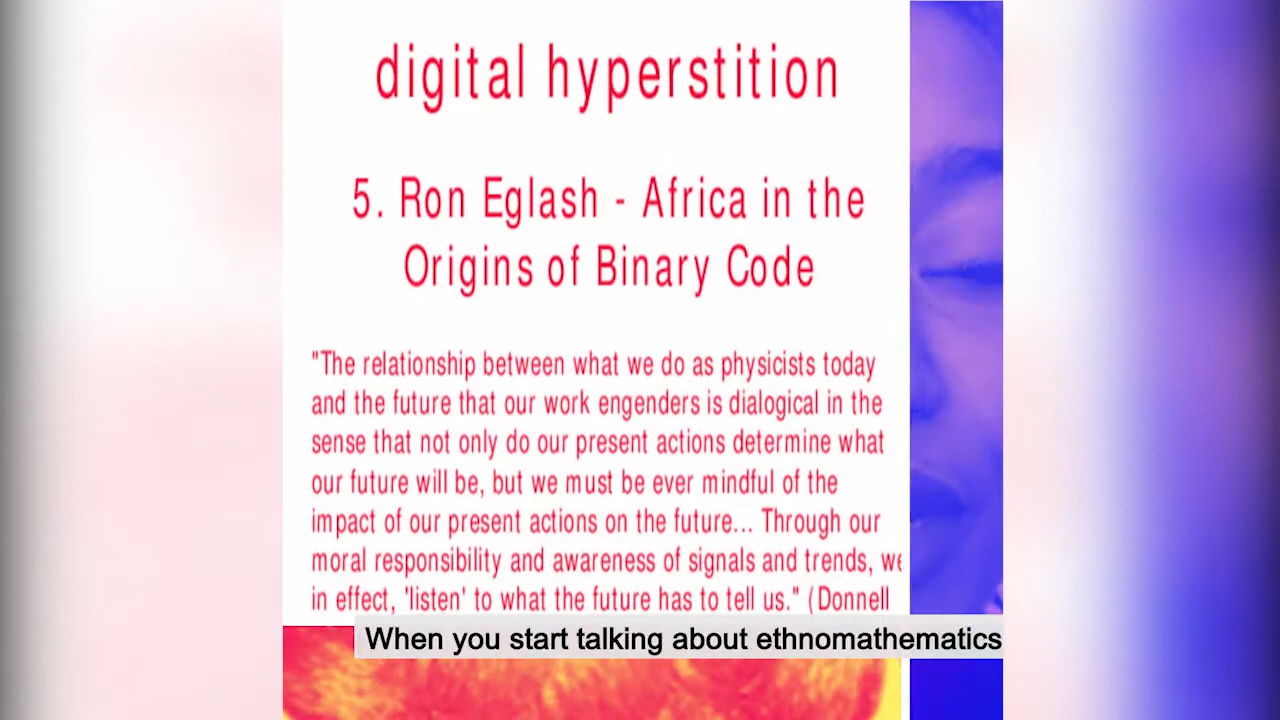 digital hyperstition
5. Ron Eglash - Africa in the
Origins of Binary Code
"The relationship between what we do as physicists today
and the future that our work engenders is dialogical in the
sense that not only do our present actions determine what
our future will be, but we must be ever mindful of the
impact of our present actions on the future... Through our
moral responsibility and awareness of signals and trends, we
in effect, 'listen' to what the future has to tell us." (Donnell
When you start talking about ethnomathematics